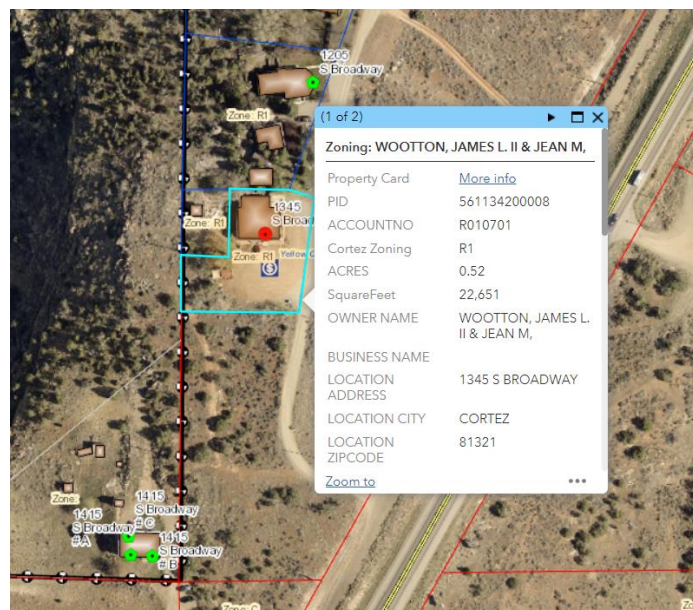 1205
S Broadway
Zone: R1
(1 of 2)
Zoning: WOOTTON, JAMES L. II & JEAN M,
Property Card More info
PID 561134200008
ACCOUNTNO R010701
Cortez Zoning R1
ACRES 0.52
SquareFeet 22,651
OWNER NAME WOOTTON, JAMES L.
II & JEAN M,
BUSINESS NAME
LOCATION 1345 S BROADWAY
ADDRESS
LOCATION CITY CORTEZ
LOCATION 81321
ZIPCODE
Zoom to
1345
S Broad
Zone: R1
Zone: R1
Yellow
Zone:
1415
S Broadway
# C
1415
S Broadway
#A
1415
S Broadway
# B
Zone: C